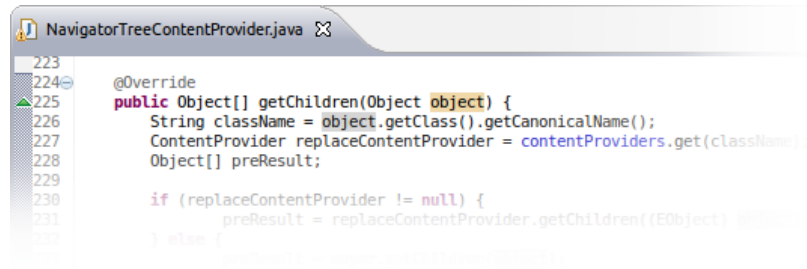 NavigatorTreeContentProvider.java
223
224 @Override
225 public Object[] getChildren(Object object) {
226 String className = object.getClass().getCanonicalName();
227 ContentProvider replaceContentProvider = contentProviders.get(className);
228 Object[] preResult;
229
230 if (replaceContentProvider != null) {
231 preResult = replaceContentProvider.getChildren((EObject)
232 } else {